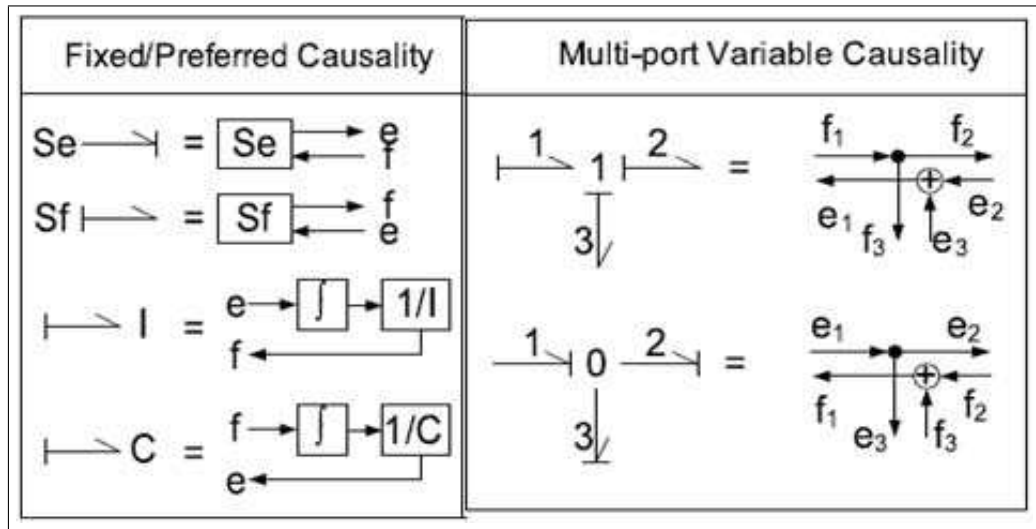 Fixed/Preferred Causality
Se = Se e f
Sf = Sf f e
I = e ∫ 1/I f
C = f ∫ 1/C e
Multi-port Variable Causality
1 1 2 = f1 f2
3 e1 f3 e3 e2
1 0 2 = e1 e2
3 f1 e3 f3 f2
+
+